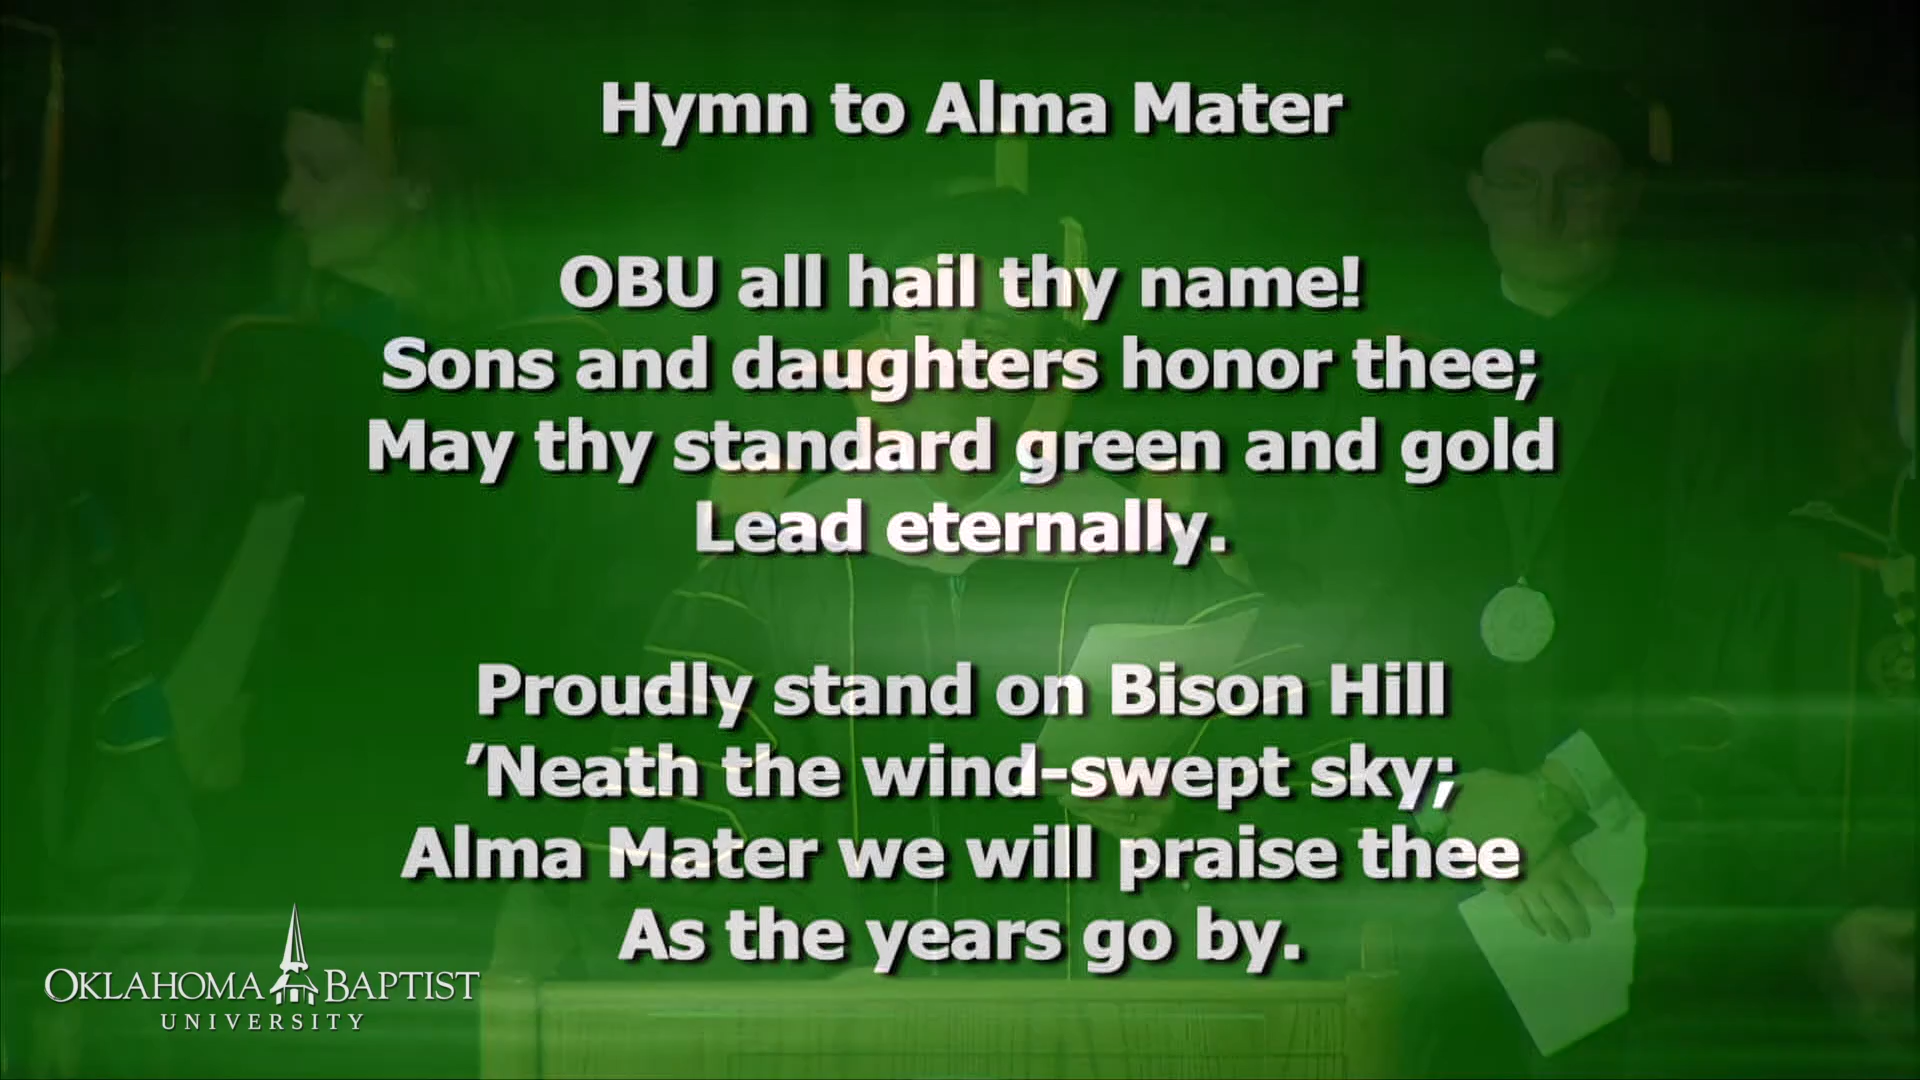 Hymn to Alma Mater
OBU all hail thy name!
Sons and daughters honor thee;
May thy standard green and gold
Lead eternally.
Proudly stand on Bison Hill
’Neath the wind-swept sky;
Alma Mater we will praise thee
As the years go by.
OKLAHOMA BAPTIST
UNIVERSITY